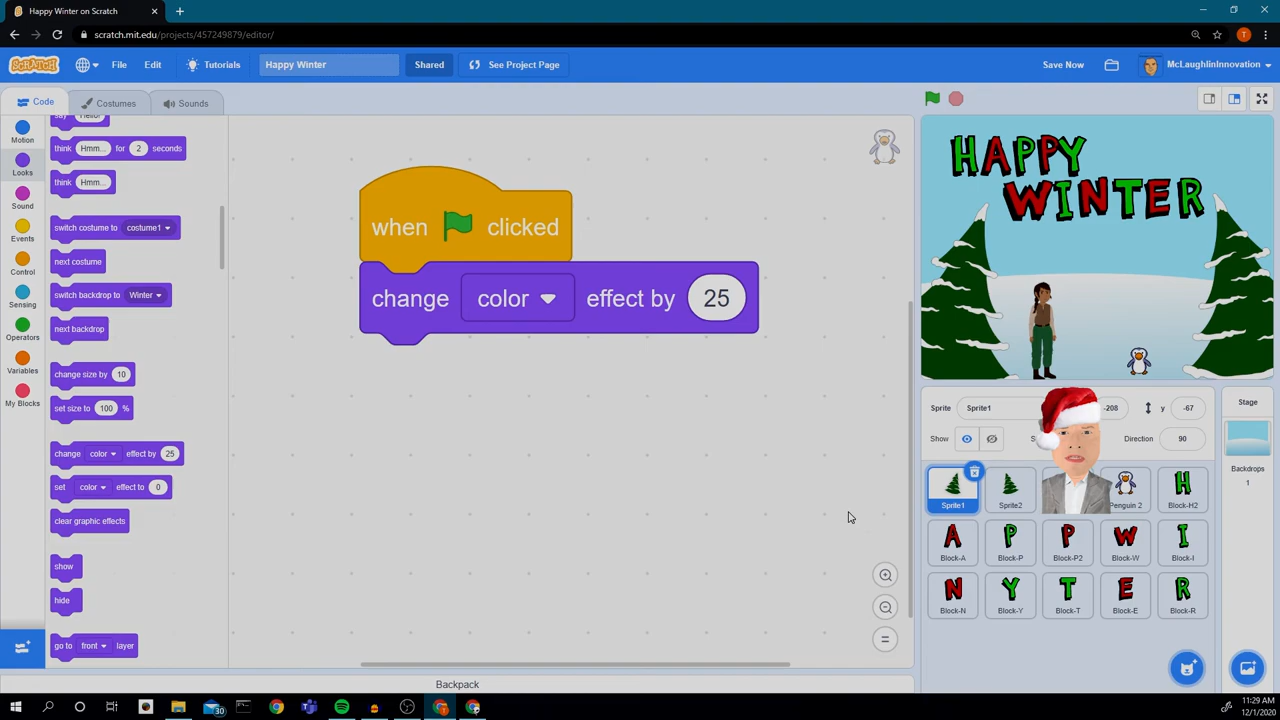 Happy Winter on Scratch
scratch.mit.edu/projects/457249879/editor/
T
SCRATCH
File
Edit
Tutorials
Happy Winter
Shared
See Project Page
Save Now
McLaughlinInnovation
Code
Costumes
Sounds
Motion
Looks
Sound
Events
Control
Sensing
Operators
Variables
My Blocks
say Hello!
think Hmm... for 2 seconds
think Hmm...
switch costume to costume1
next costume
switch backdrop to Winter
next backdrop
change size by 10
set size to 100 %
change color effect by 25
set color effect to 0
clear graphic effects
show
hide
go to front layer
when clicked
change color effect by 25
HAPPY
WINTER
Sprite Sprite1 -208 y -67
Show Direction 90
Sprite1
Sprite2
Penguin 2
H
Block-H2
A
Block-A
P
Block-P
P
Block-P2
W
Block-W
I
Block-I
N
Block-N
Y
Block-Y
T
Block-T
E
Block-E
R
Block-R
Stage
Backdrops
1
Backpack
30
11:29 AM
12/1/2020